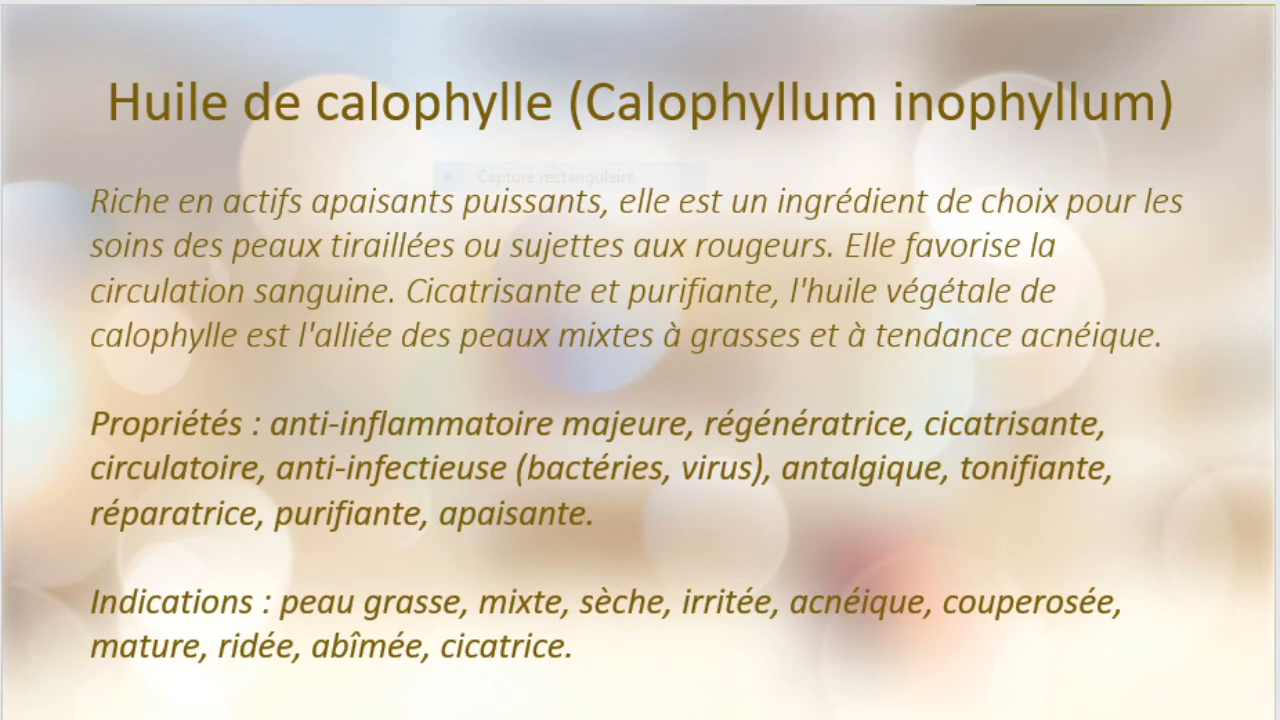 Huile de calophylle (Calophyllum inophyllum)
Capture rectangulaire
Riche en actifs apaisants puissants, elle est un ingrédient de choix pour les
soins des peaux tiraillées ou sujettes aux rougeurs. Elle favorise la
circulation sanguine. Cicatrisante et purifiante, l'huile végétale de
calophylle est l'alliée des peaux mixtes à grasses et à tendance acnéique.
Propriétés : anti-inflammatoire majeure, régénératrice, cicatrisante,
circulatoire, anti-infectieuse (bactéries, virus), antalgique, tonifiante,
réparatrice, purifiante, apaisante.
Indications : peau grasse, mixte, sèche, irritée, acnéique, couperosée,
mature, ridée, abîmée, cicatrice.